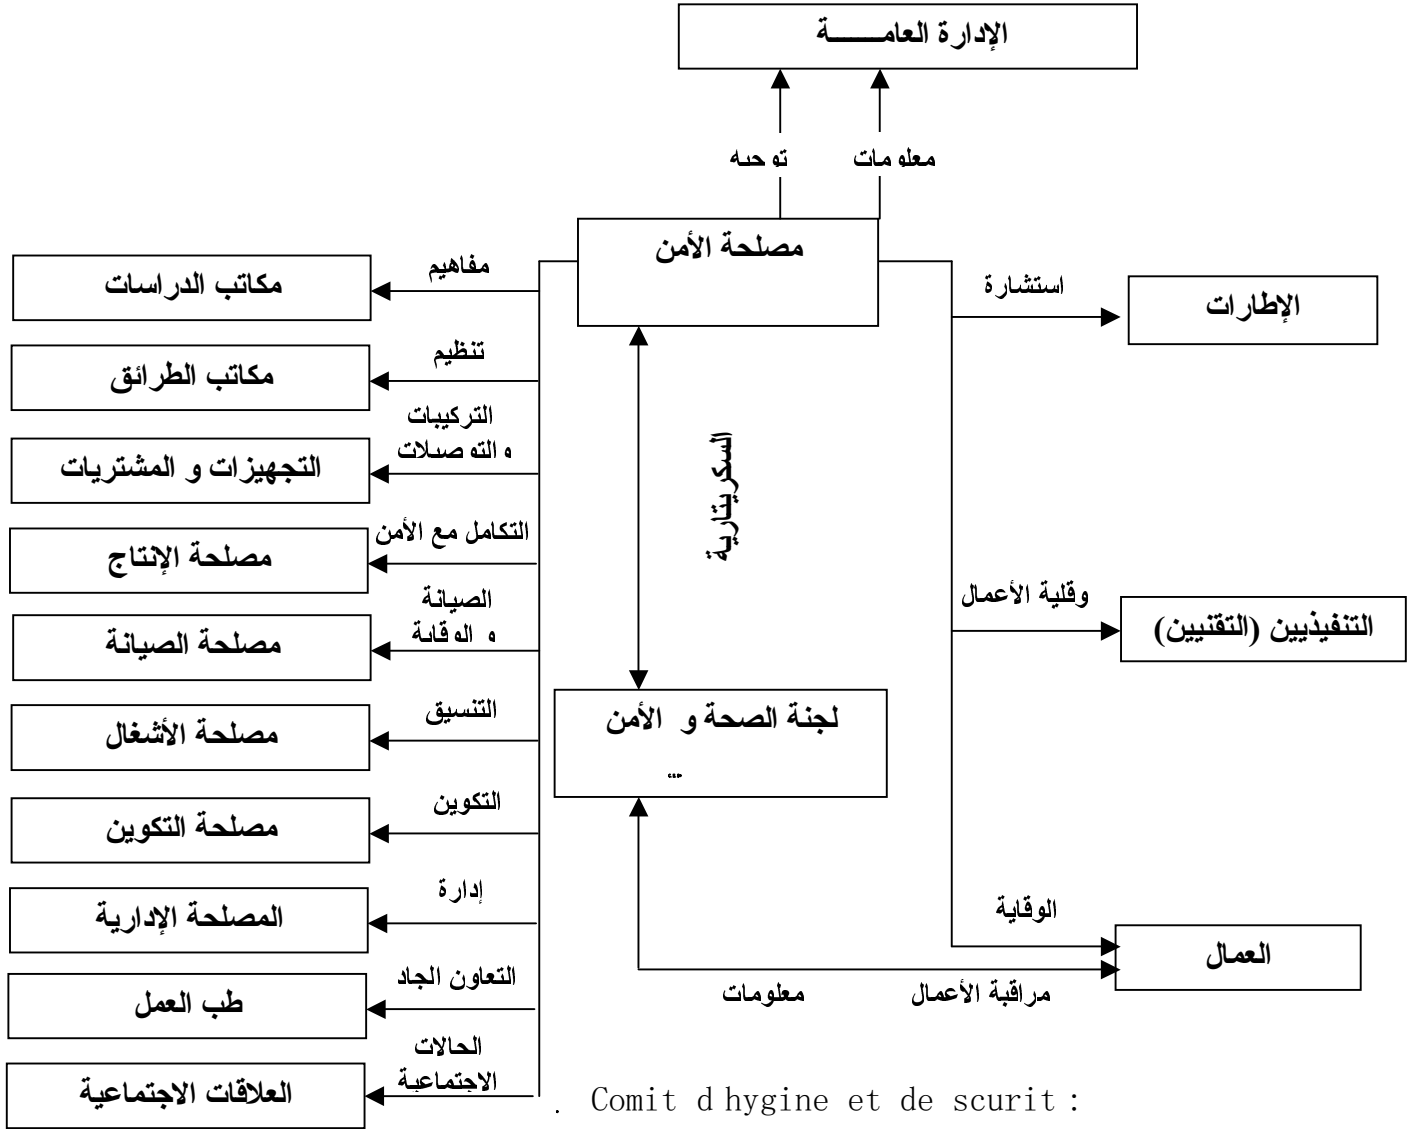 الإدارة العامـــــة
معلومات
توجيه
مصلحة الأمن
استشارة
الإطارات
وقلية الأعمال
التنفيذيين (التقنيين)
الوقاية
العمال
السكريتارية
لجنة الصحة و الأمن
...
مراقبة الأعمال
معلومات
مفاهيم
مكاتب الدراسات
تنظيم
مكاتب الطرائق
التركيبات
و التوصيلات
التجهيزات و المشتريات
التكامل مع الأمن
مصلحة الإنتاج
الصيانة
و الوقاية
مصلحة الصيانة
التنسيق
مصلحة الأشغال
التكوين
مصلحة التكوين
إدارة
المصلحة الإدارية
التعاون الجاد
طب العمل
الحالات
الاجتماعية
العلاقات الاجتماعية
. Comit d hygine et de scurit :